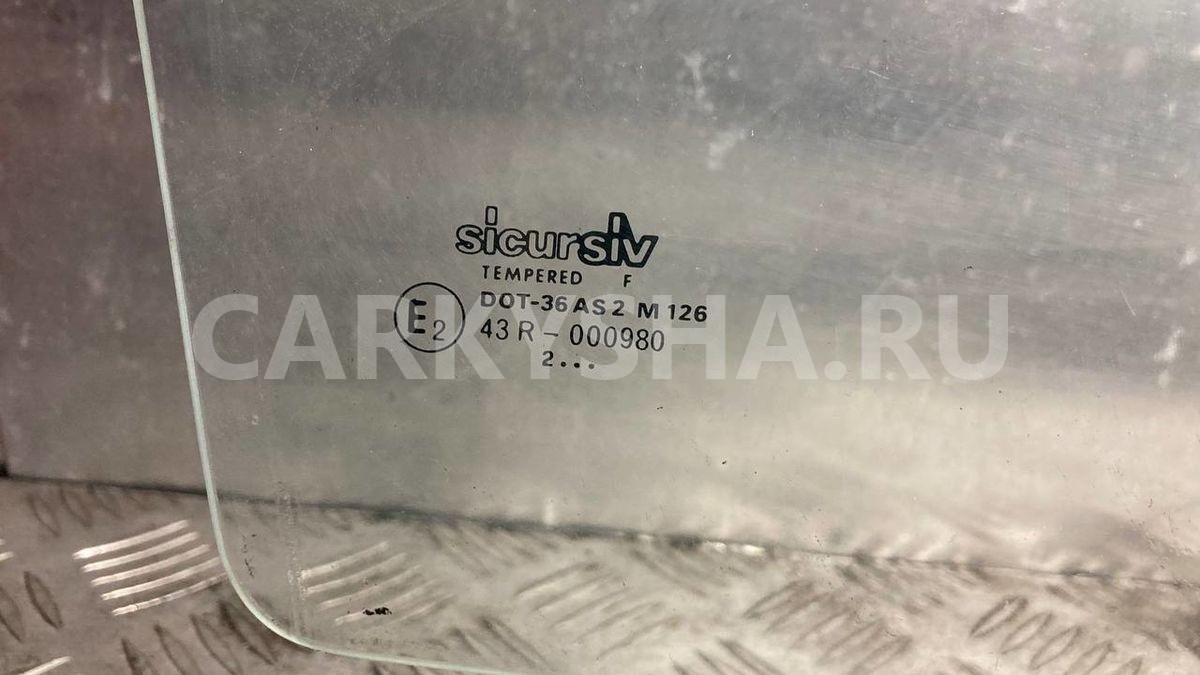 sicursiv
TEMPERED F
DOT-36 AS 2 M 126
E2
43 R - 000980
2...
CARKYSHA.RU